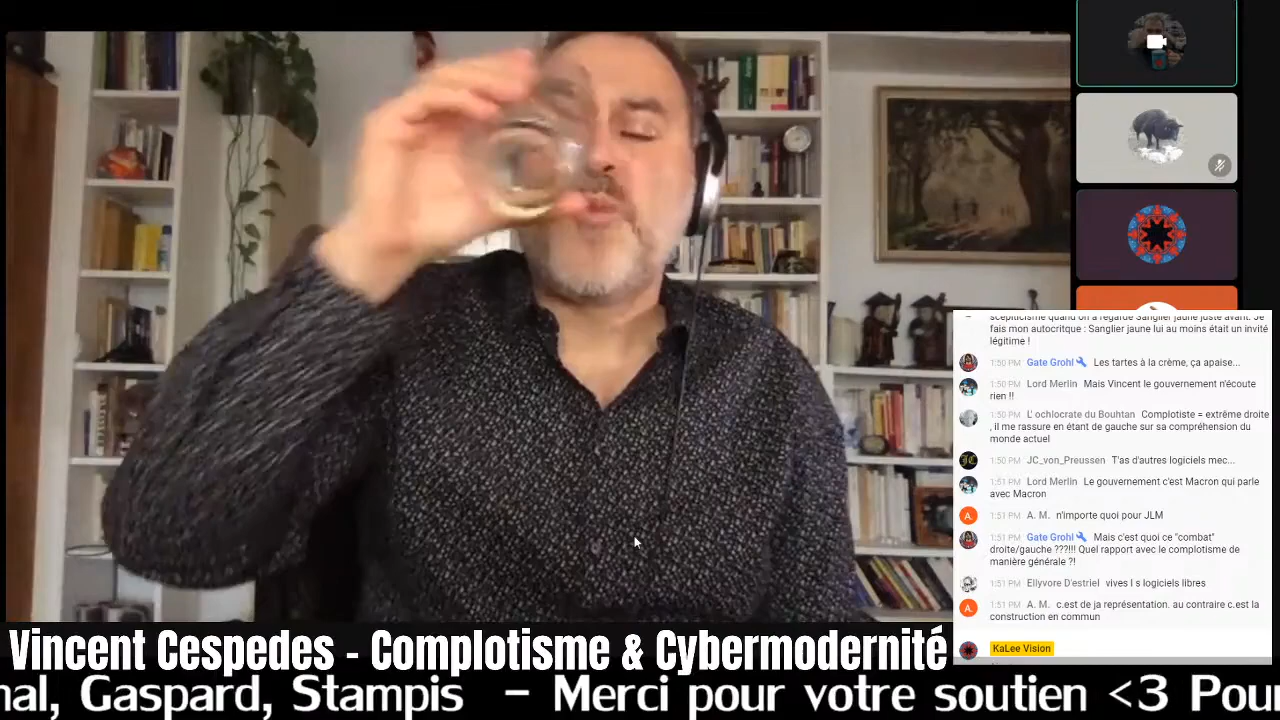 scepiticisme quand on a regardé Sanglier jaune juste avant. Je
fais mon autocritque : Sanglier jaune lui au moins était un invité
légitime !
1:50 PM Gate Grohl Les tartes à la crème, ça apaise...
1:50 PM Lord Merlin Mais Vincent le gouvernement n'écoute
rien !!
1:50 PM L' ochlocrate du Bouhtan Complotiste = extrême droite
, il me rassure en étant de gauche sur sa compréhension du
monde actuel
JC
1:50 PM JC_von_Preussen T'as d'autres logiciels mec...
1:51 PM Lord Merlin Le gouvernement c'est Macron qui parle
avec Macron
A.
1:51 PM A. M. n'importe quoi pour JLM
1:51 PM Gate Grohl Mais c'est quoi ce "combat"
droite/gauche ???!!! Quel rapport avec le complotisme de
manière générale ?!
1:51 PM Ellyvore D'estriel vives l s logiciels libres
A.
1:51 PM A. M. c.est de ja représentation. au contraire c.est la
construction en commun
KaLee Vision
Vincent Cespedes - Complotisme & Cybermodernité
nal, Gaspard, Stampis – Merci pour votre soutien <3 Pour